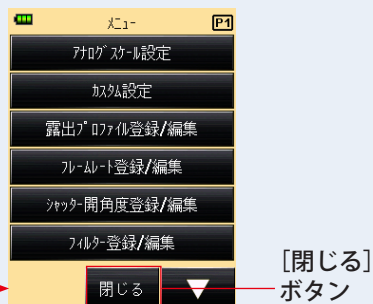 ﾒﾆｭｰ P1
ｱﾅﾛｸﾞｽｹｰﾙ設定
ｶｽﾀﾑ設定
露出ﾌﾟﾛﾌｧｲﾙ登録/編集
ﾌﾚｰﾑﾚｰﾄ登録/編集
ｼｬｯﾀｰ開角度登録/編集
ﾌｨﾙﾀｰ登録/編集
閉じる
[閉じる]
ボタン